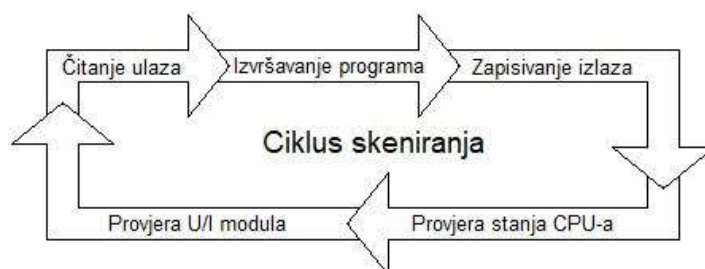 Čitanje ulaza
Izvršavanje programa
Zapisivanje izlaza
Ciklus skeniranja
Provjera U/I modula
Provjera stanja CPU-a